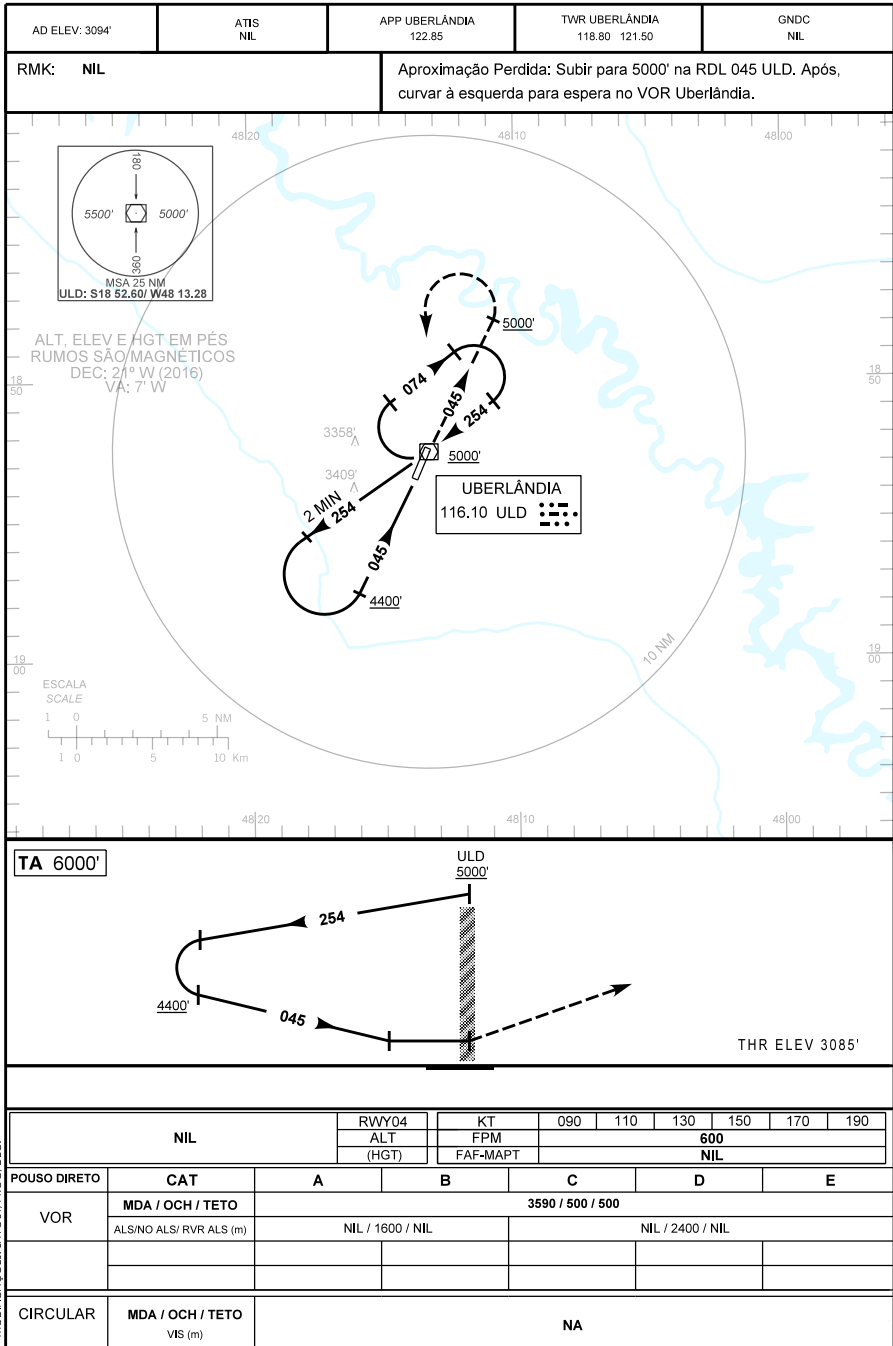 AD ELEV: 3094'
ATIS
NIL
APP UBERLÂNDIA
122.85
TWR UBERLÂNDIA
118.80 121.50
GNDC
NIL
RMK: NIL
Aproximação Perdida: Subir para 5000' na RDL 045 ULD. Após,
curvar à esquerda para espera no VOR Uberlândia.
48 20
48 10
48 00
180
5500'
5000'
360
MSA 25 NM
ULD: S18 52.60/ W48 13.28
ALT, ELEV E HGT EM PÉS
RUMOS SÃO MAGNÉTICOS
DEC: 21º W (2016)
VA: 7' W
18
50
18
50
5000'
074
045
254
3358'
5000'
3409'
UBERLÂNDIA
116.10 ULD
2 MIN
254
045
4400'
10 NM
19
00
19
00
ESCALA
SCALE
1 0 5 NM
1 0 5 10 Km
48 20
48 10
48 00
TA 6000'
ULD
5000'
254
4400'
045
THR ELEV 3085'
NIL
RWY04
ALT
(HGT)
KT 090 110 130 150 170 190
FPM 600
FAF-MAPT NIL
POUSO DIRETO CAT A B C D E
VOR
MDA / OCH / TETO 3590 / 500 / 500
ALS/NO ALS/ RVR ALS (m) NIL / 1600 / NIL NIL / 2400 / NIL
CIRCULAR
MDA / OCH / TETO
VIS (m)
NA